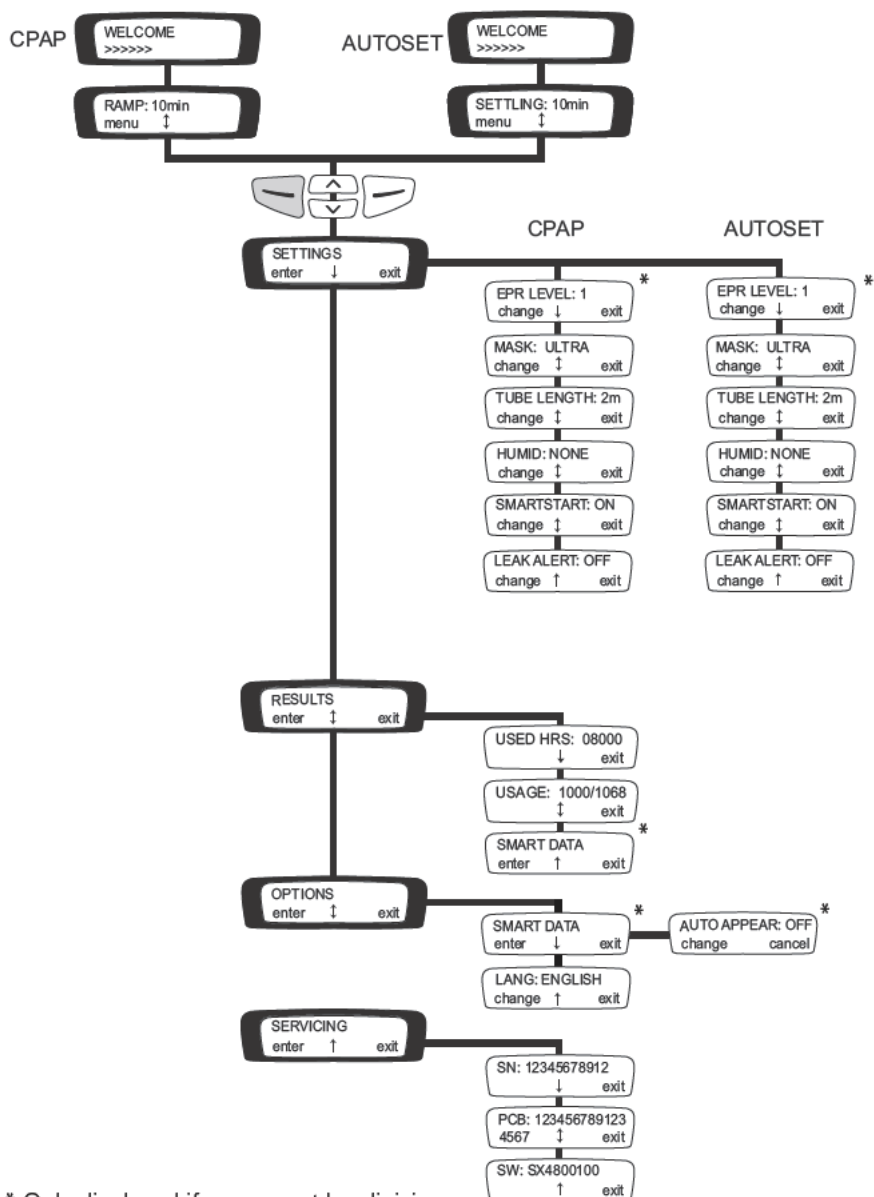 CPAP
WELCOME
>>>>>>
AUTOSET
WELCOME
>>>>>>
RAMP: 10min
menu ↕
SETTLING: 10min
menu ↕
CPAP
AUTOSET
SETTINGS
enter ↓ exit
*
EPR LEVEL: 1
change ↓ exit
MASK: ULTRA
change ↕ exit
TUBE LENGTH: 2m
change ↕ exit
HUMID: NONE
change ↕ exit
SMARTSTART: ON
change ↕ exit
LEAK ALERT: OFF
change ↑ exit
*
EPR LEVEL: 1
change ↓ exit
MASK: ULTRA
change ↕ exit
TUBE LENGTH: 2m
change ↕ exit
HUMID: NONE
change ↕ exit
SMARTSTART: ON
change ↕ exit
LEAK ALERT: OFF
change ↑ exit
RESULTS
enter ↕ exit
USED HRS: 08000
↓ exit
USAGE: 1000/1068
↕ exit
*
SMART DATA
enter ↑ exit
OPTIONS
enter ↕ exit
*
SMART DATA
enter ↓ exit
*
AUTO APPEAR: OFF
change cancel
LANG: ENGLISH
change ↑ exit
SERVICING
enter ↑ exit
SN: 12345678912
↓ exit
PCB: 123456789123
4567 ↕ exit
SW: SX4800100
↑ exit